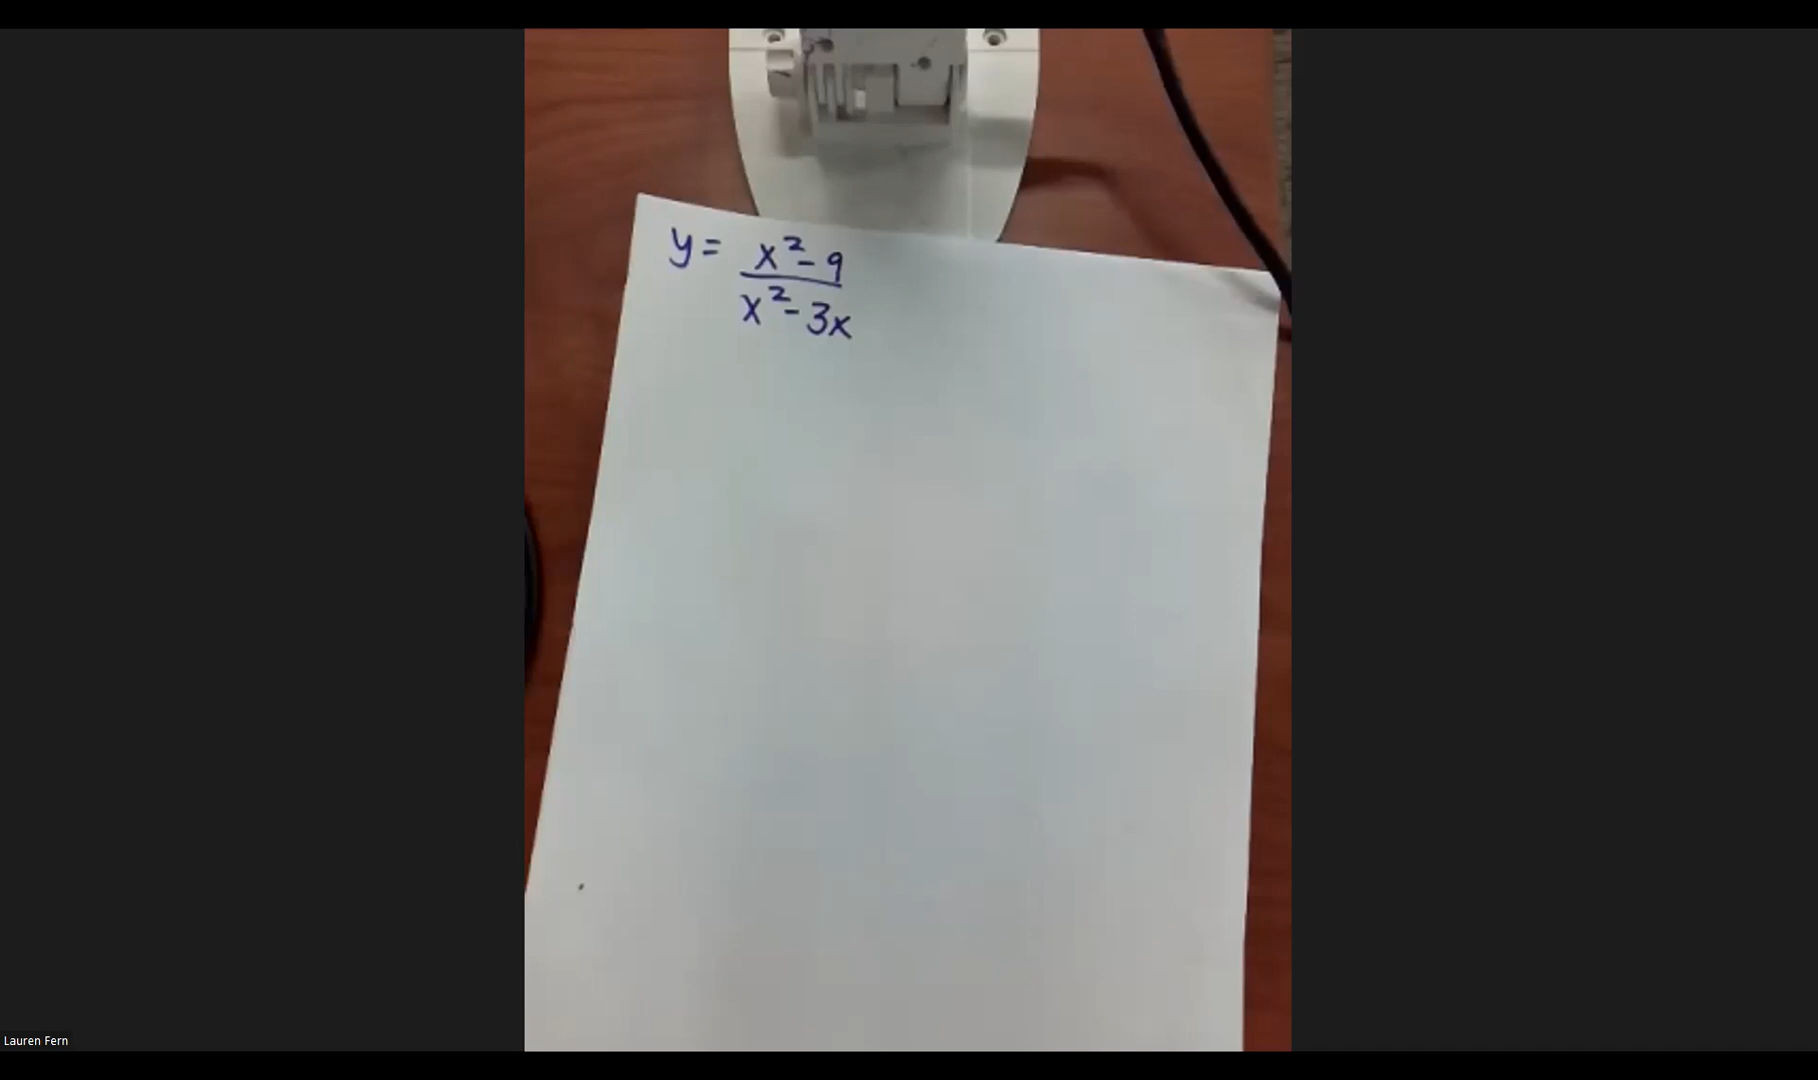 y = x² - 9
x² - 3x
Lauren Fern